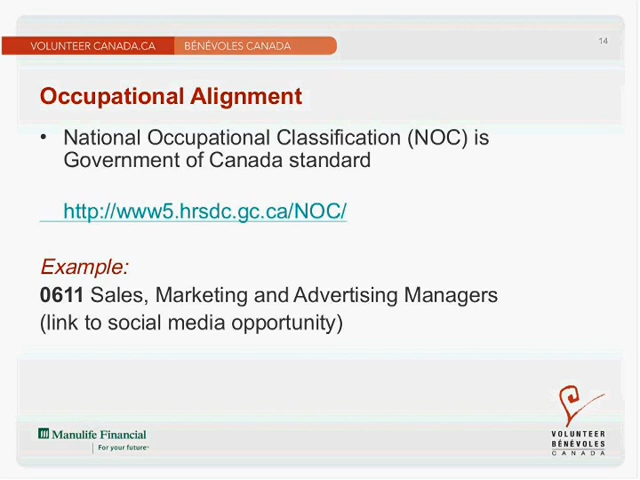 VOLUNTEER CANADA.CA BÉNÉVOLES CANADA
14
Occupational Alignment
• National Occupational Classification (NOC) is
Government of Canada standard
http://www5.hrsdc.gc.ca/NOC/
Example:
0611 Sales, Marketing and Advertising Managers
(link to social media opportunity)
Manulife Financial
For your future™
VOLUNTEER
BÉNÉVOLES
CANADA